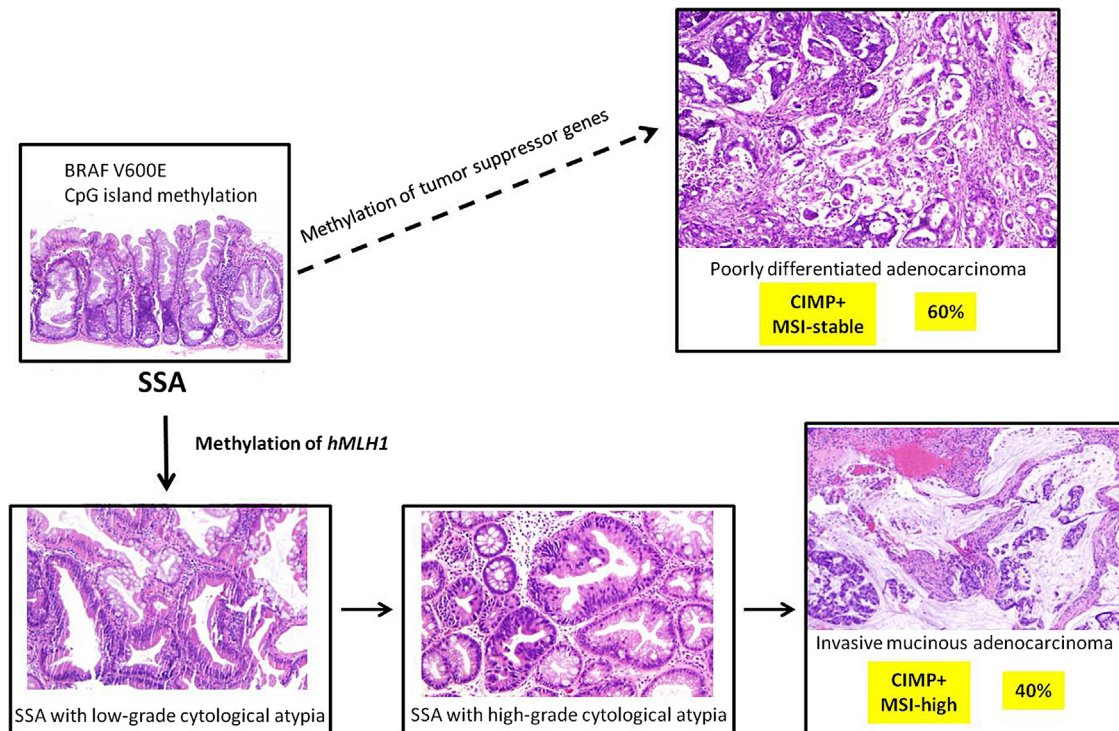 BRAF V600E
CpG island methylation
SSA
Methylation of tumor suppressor genes
Poorly differentiated adenocarcinoma
CIMP+
MSI-stable
60%
Methylation of hMLH1
SSA with low-grade cytological atypia
SSA with high-grade cytological atypia
Invasive mucinous adenocarcinoma
CIMP+
MSI-high
40%